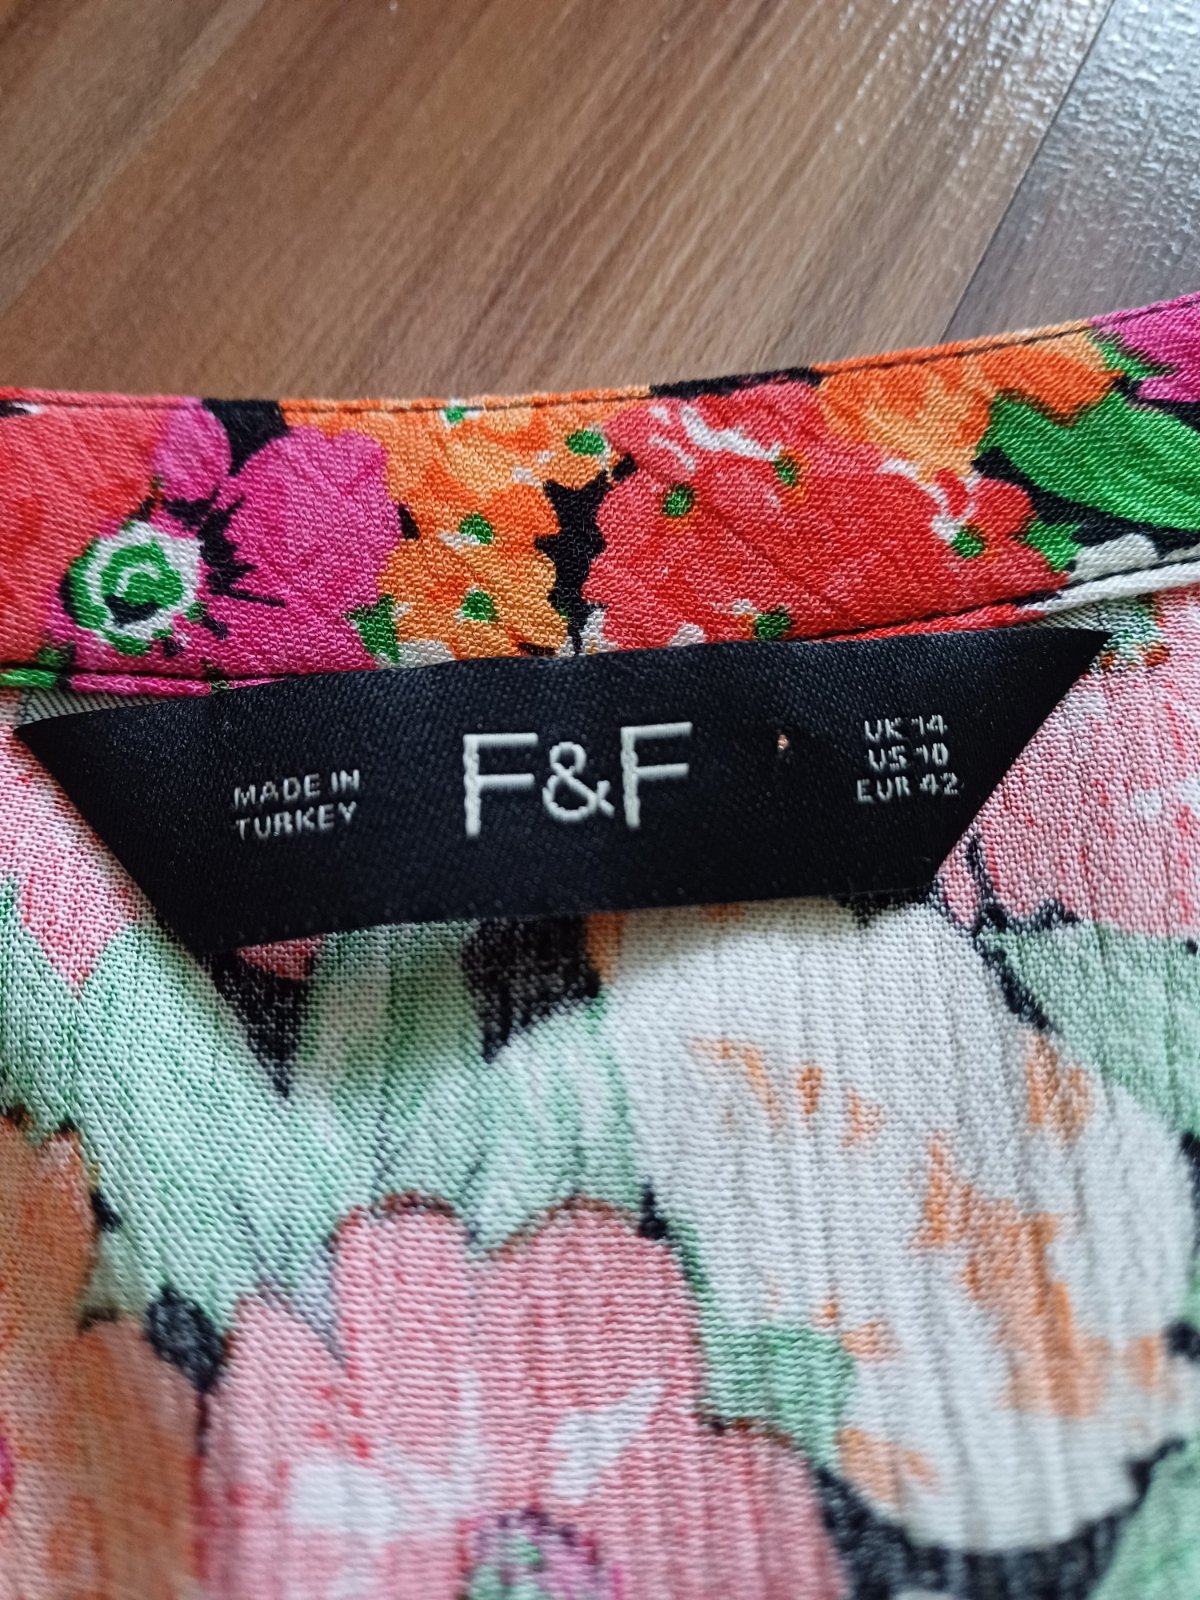 MADE IN
TURKEY
F&F
UK 14
US 10
EUR 42